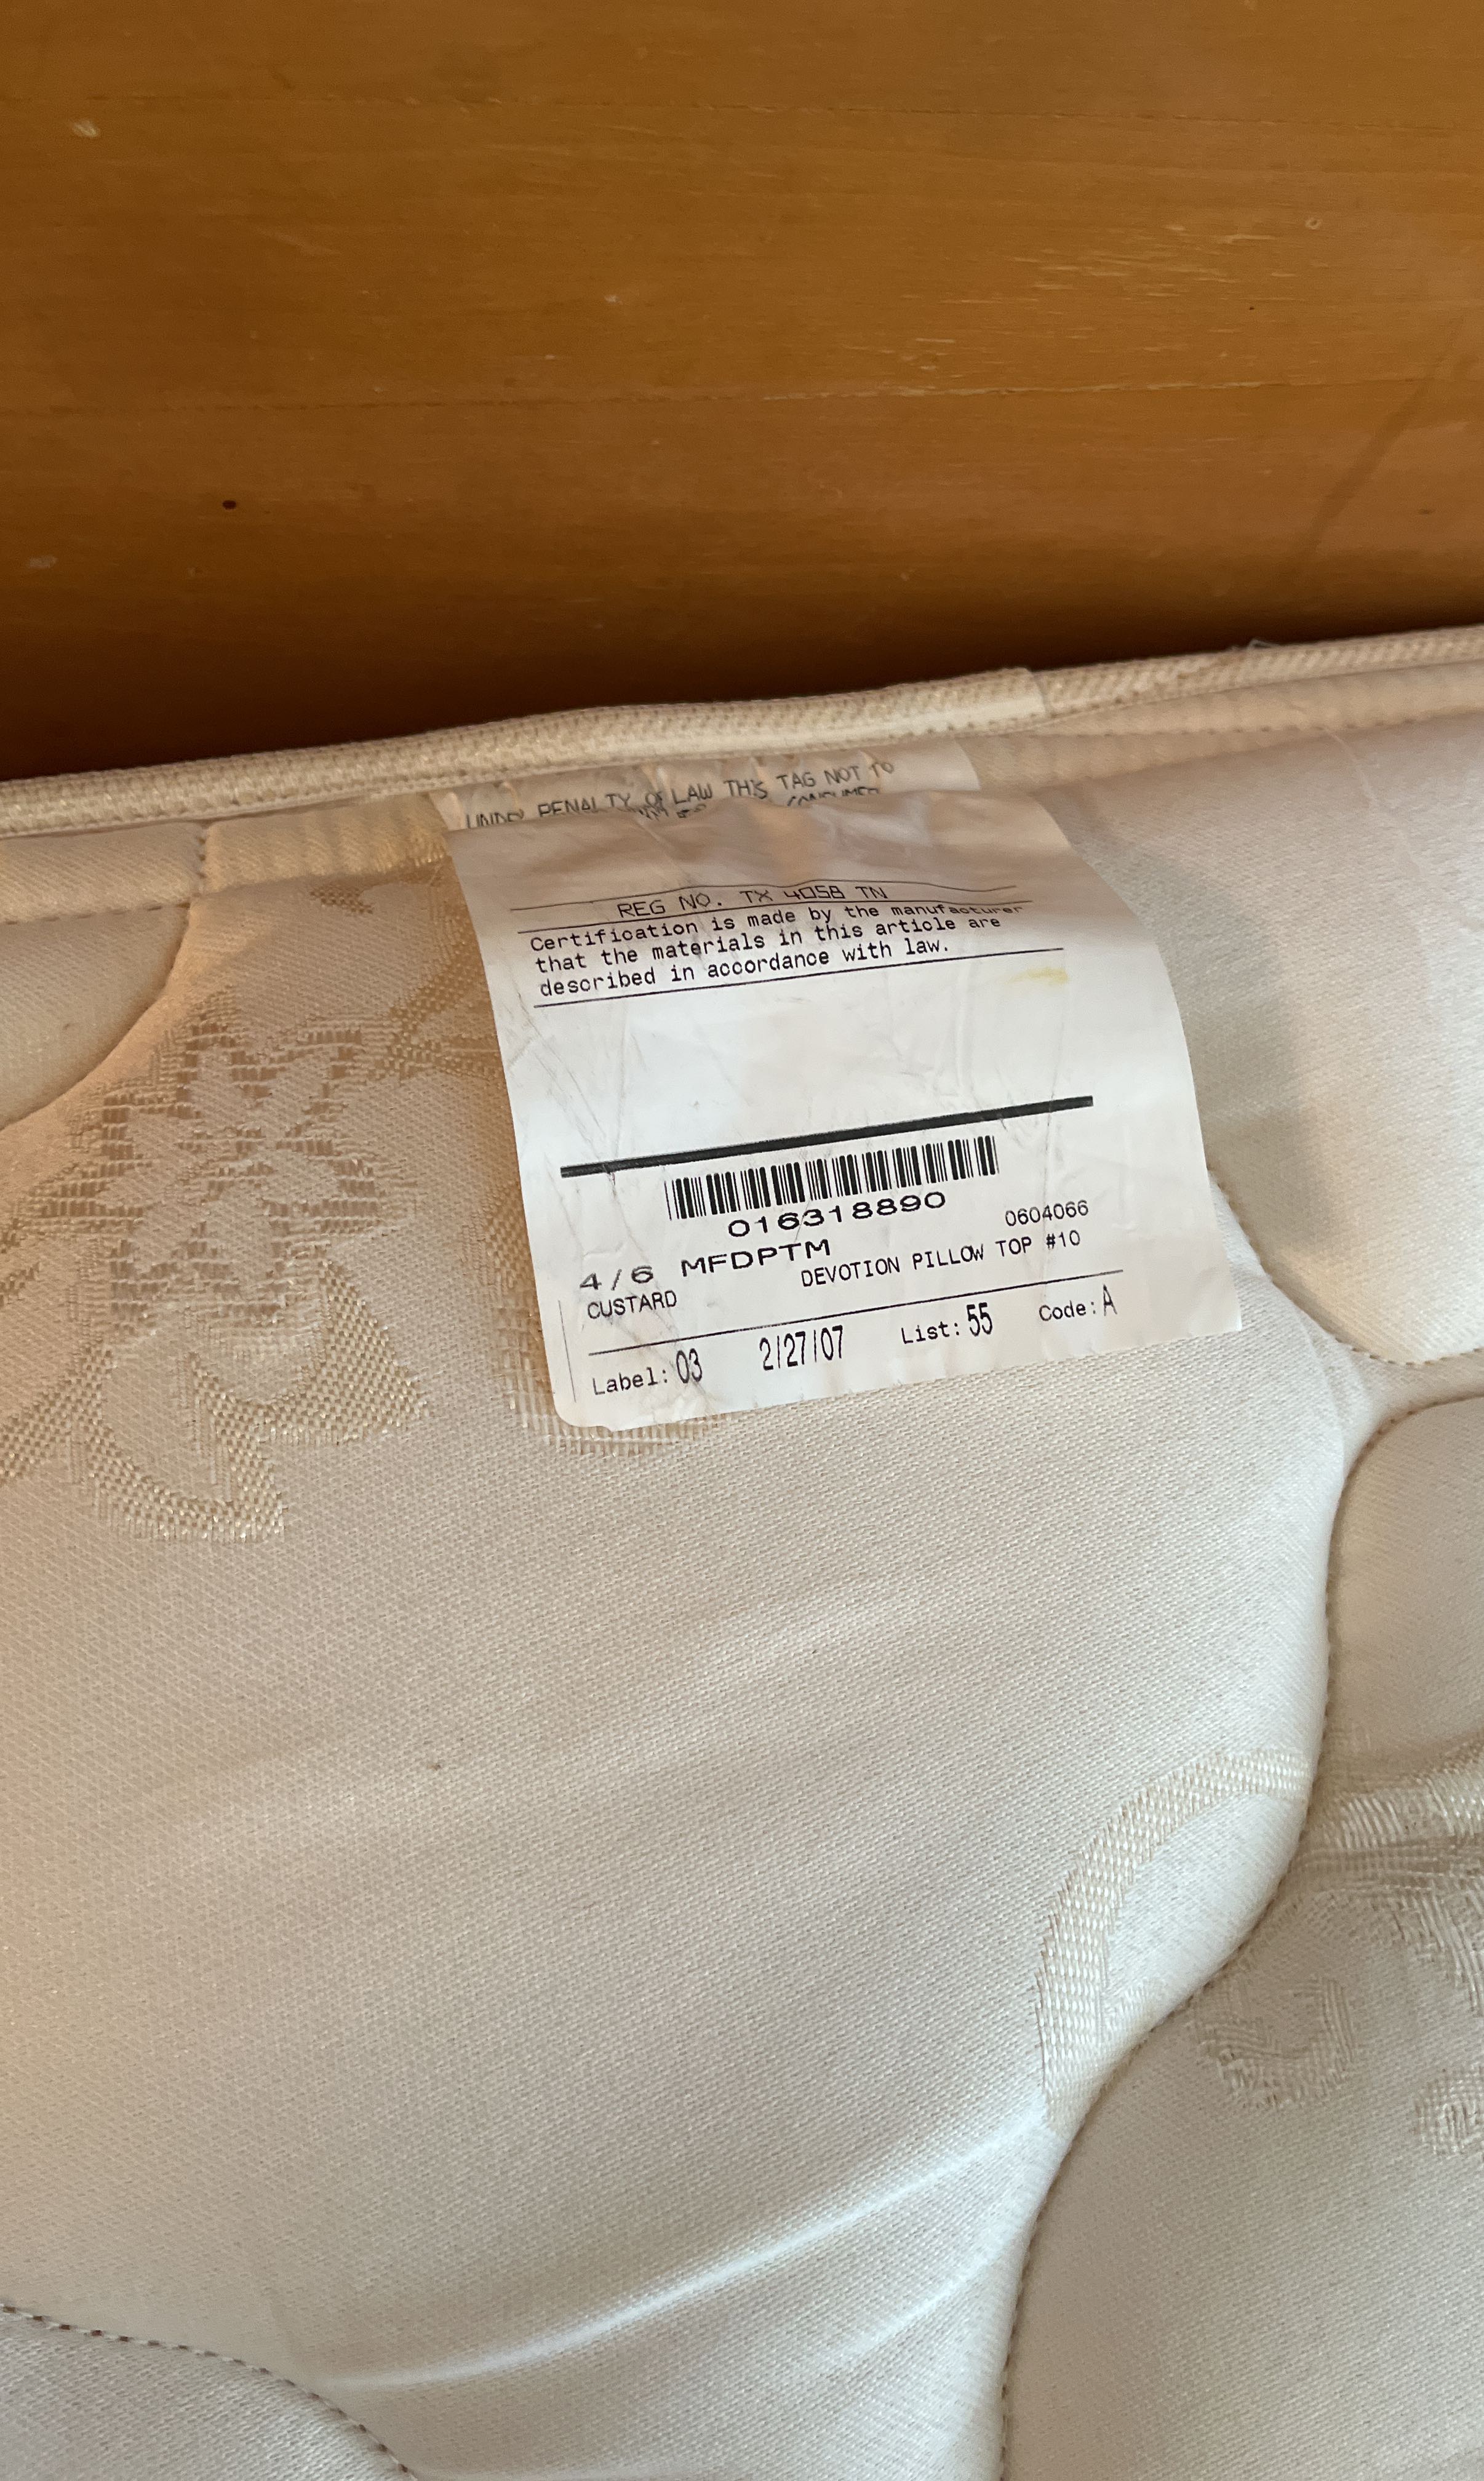 UNDER PENALTY OF LAW THIS TAG NOT TO
CONSUMER
REG NO. TX 4058 TN
Certification is made by the manufacturer
that the materials in this article are
described in accordance with law.
016318890
0604066
4/6 MFDPTM
DEVOTION PILLOW TOP #10
CUSTARD
Label: 03 2/27/07 List: 55 Code: A